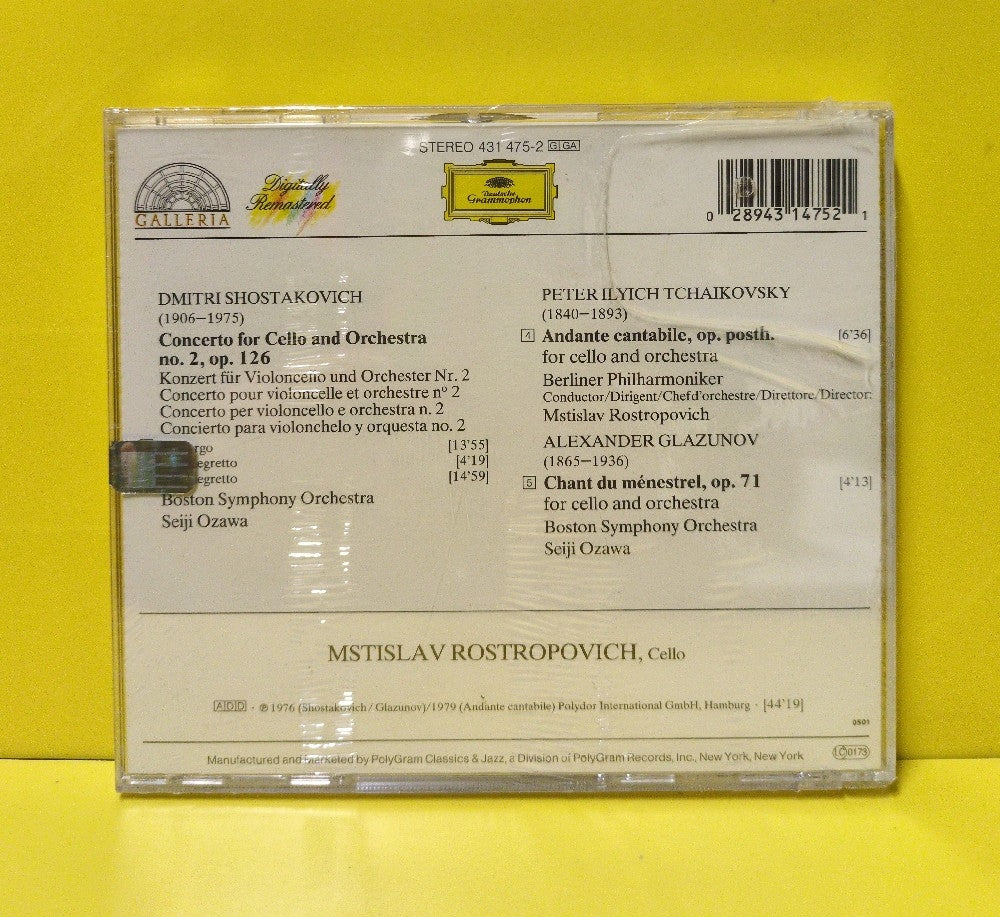 STEREO 431 475-2 G GA
GALLERIA
Digitally
Remastered
Deutsche
Grammophon
0 28943 14752 1
DMITRI SHOSTAKOVICH
(1906–1975)
Concerto for Cello and Orchestra
no. 2, op. 126
Konzert für Violoncello und Orchester Nr. 2
Concerto pour violoncelle et orchestre nº 2
Concerto per violoncello e orchestra n. 2
Concierto para violonchelo y orquesta no. 2
[13'55]
[4'19]
[14'59]
Boston Symphony Orchestra
Seiji Ozawa
PETER ILYICH TCHAIKOVSKY
(1840–1893)
4 Andante cantabile, op. posth. [6'36]
for cello and orchestra
Berliner Philharmoniker
Conductor/Dirigent/Chef d'orchestre/Direttore/Director:
Mstislav Rostropovich
ALEXANDER GLAZUNOV
(1865-1936)
5 Chant du ménestrel, op. 71 [4'13]
for cello and orchestra
Boston Symphony Orchestra
Seiji Ozawa
MSTISLAV ROSTROPOVICH, Cello
ADD · ℗ 1976 (Shostakovich / Glazunov)/1979 (Andante cantabile) Polydor International GmbH, Hamburg · [44'19]
0501
Manufactured and Marketed by PolyGram Classics & Jazz, a Division of PolyGram Records, Inc., New York, New York